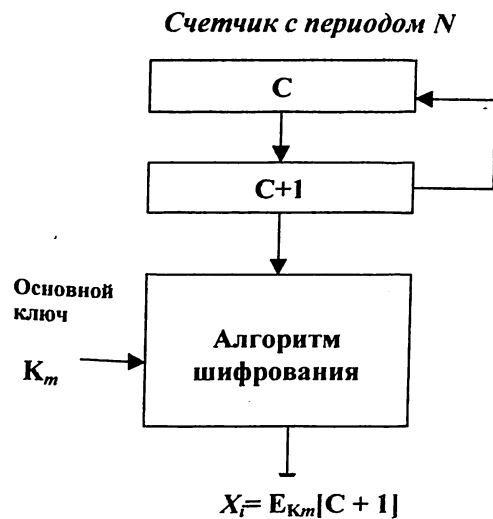 Счетчик с периодом N
C
C+1
Основной
ключ
Km
Алгоритм
шифрования
Xi= EKm[C + 1]